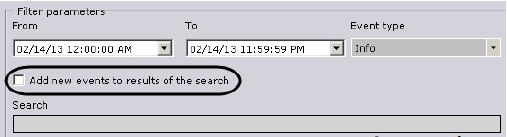 Filter parameters
From To Event type
02/14/13 12:00:00 AM 02/14/13 11:59:59 PM Info
Add new events to results of the search
Search